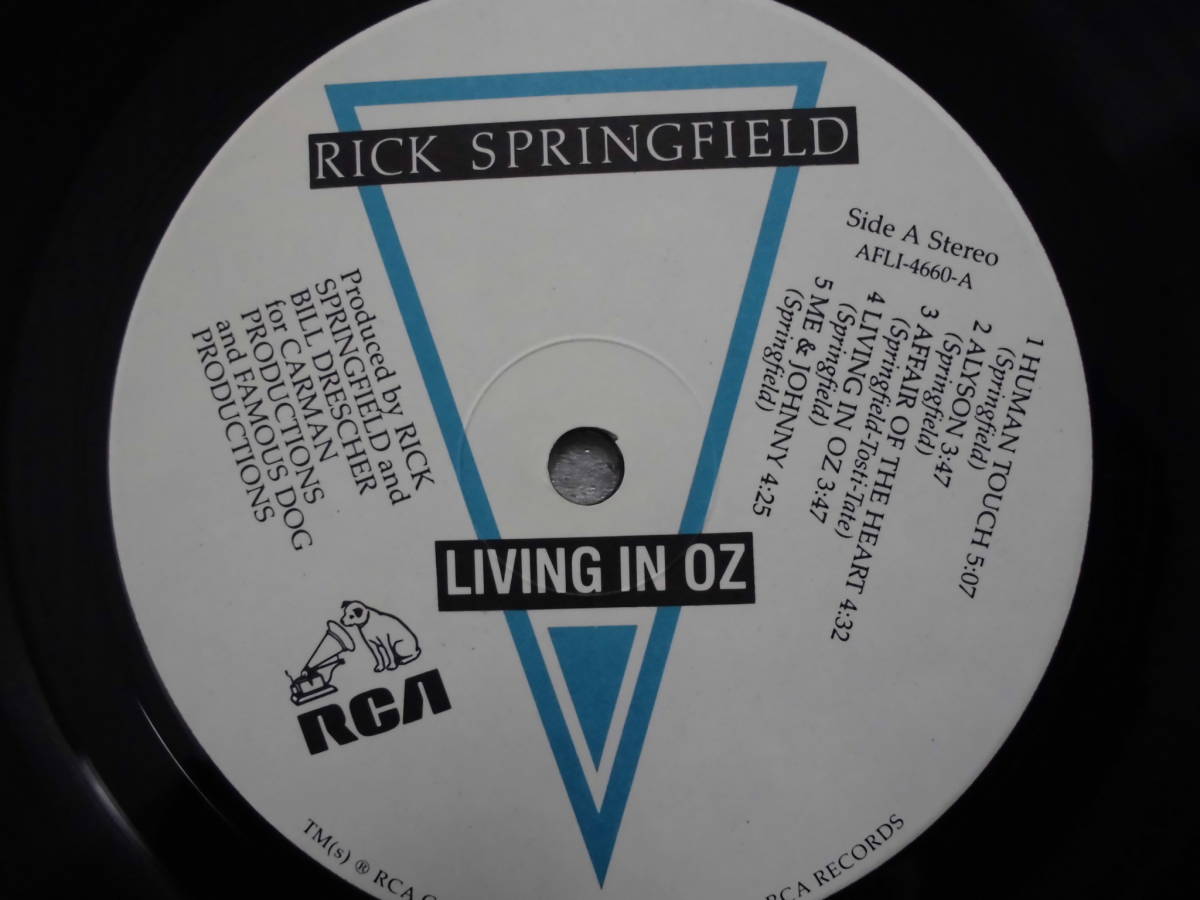 RICK SPRINGFIELD
Side A Stereo
AFLI-4660-A
1 HUMAN TOUCH 5:07
(Springfield)
2 ALYSON 3:47
(Springfield)
3 AFFAIR OF THE HEART 4:32
(Springfield-Tosti-Tate)
4 LIVING IN OZ 3:47
(Springfield)
5 ME & JOHNNY 4:25
(Springfield)
Produced by RICK
SPRINGFIELD and
BILL DRESCHER
for CARMAN
PRODUCTIONS
and FAMOUS DOG
PRODUCTIONS
LIVING IN OZ
RCA
TM(s) ® RCA
RCA RECORDS